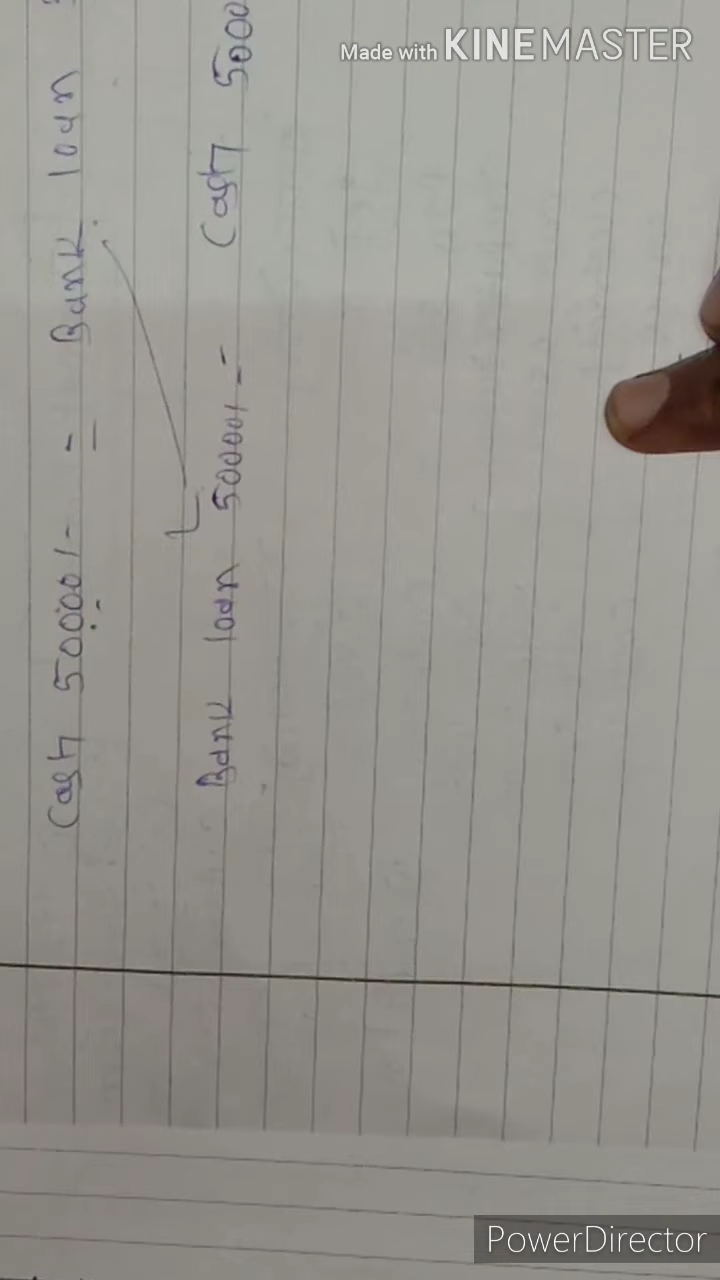 Made with KINEMASTER
Cash 50000/- = Bank loan
Bank loan 50000/- = Cash 5000
PowerDirector